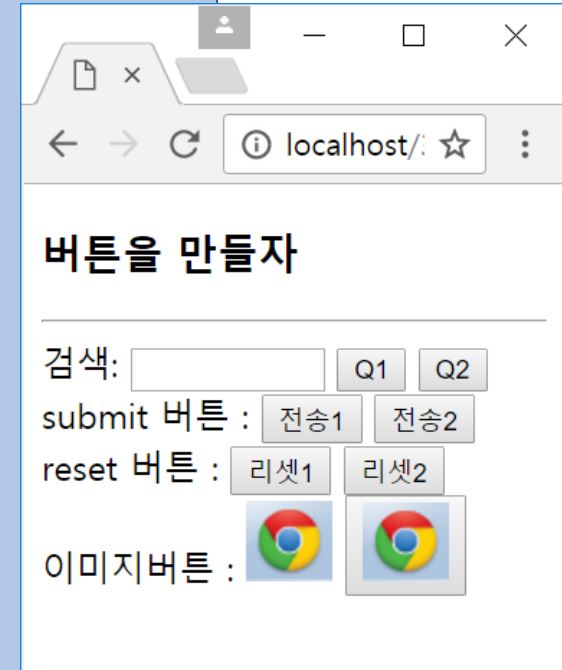 localhost/
버튼을 만들자
검색: Q1 Q2
submit 버튼 : 전송1 전송2
reset 버튼 : 리셋1 리셋2
이미지버튼 :